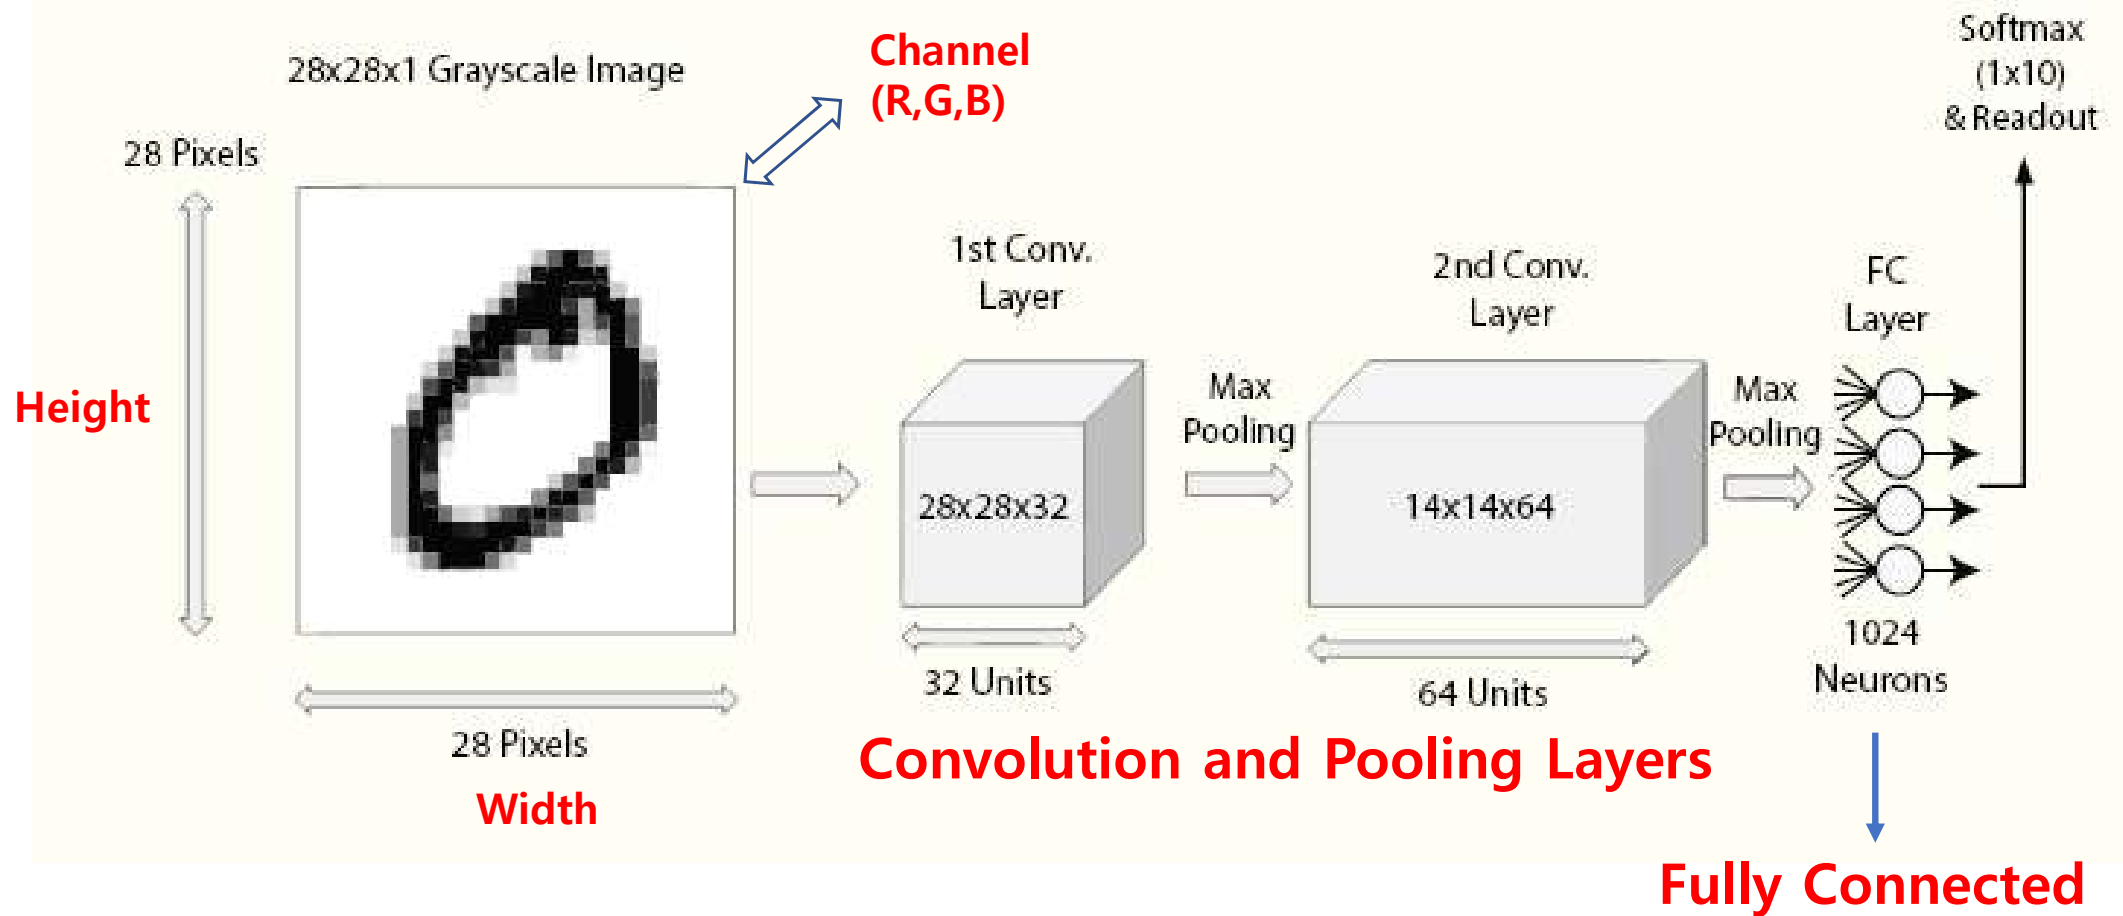 28x28x1 Grayscale Image
Channel
(R,G,B)
Softmax
(1x10)
& Readout
28 Pixels
Height
28 Pixels
Width
1st Conv.
Layer
28x28x32
32 Units
Max
Pooling
2nd Conv.
Layer
14x14x64
64 Units
Max
Pooling
FC
Layer
1024
Neurons
Convolution and Pooling Layers
Fully Connected